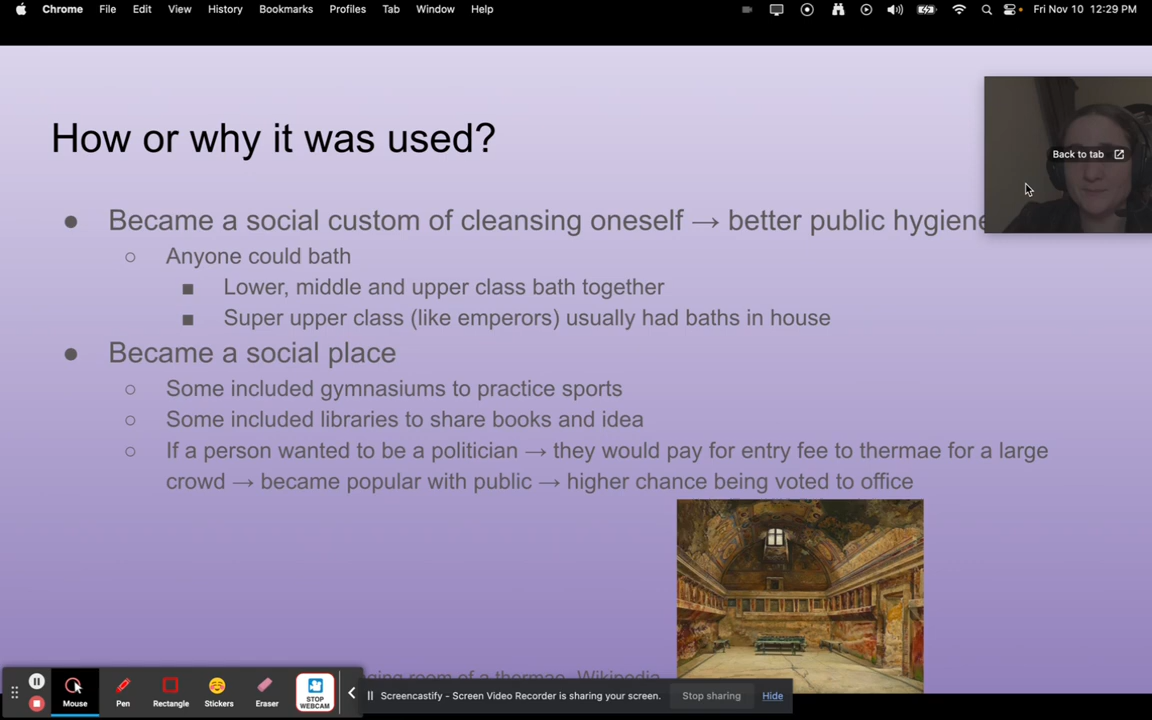 Chrome File Edit View History Bookmarks Profiles Tab Window Help Fri Nov 10 12:29 PM
How or why it was used?
Back to tab
● Became a social custom of cleansing oneself → better public hygiene
○ Anyone could bath
■ Lower, middle and upper class bath together
■ Super upper class (like emperors) usually had baths in house
● Became a social place
○ Some included gymnasiums to practice sports
○ Some included libraries to share books and idea
○ If a person wanted to be a politician → they would pay for entry fee to thermae for a large
crowd → became popular with public → higher chance being voted to office
room of a thermae, Wikipedia
Mouse Pen Rectangle Stickers Eraser STOP WEBCAM
Screencastify - Screen Video Recorder is sharing your screen. Stop sharing Hide